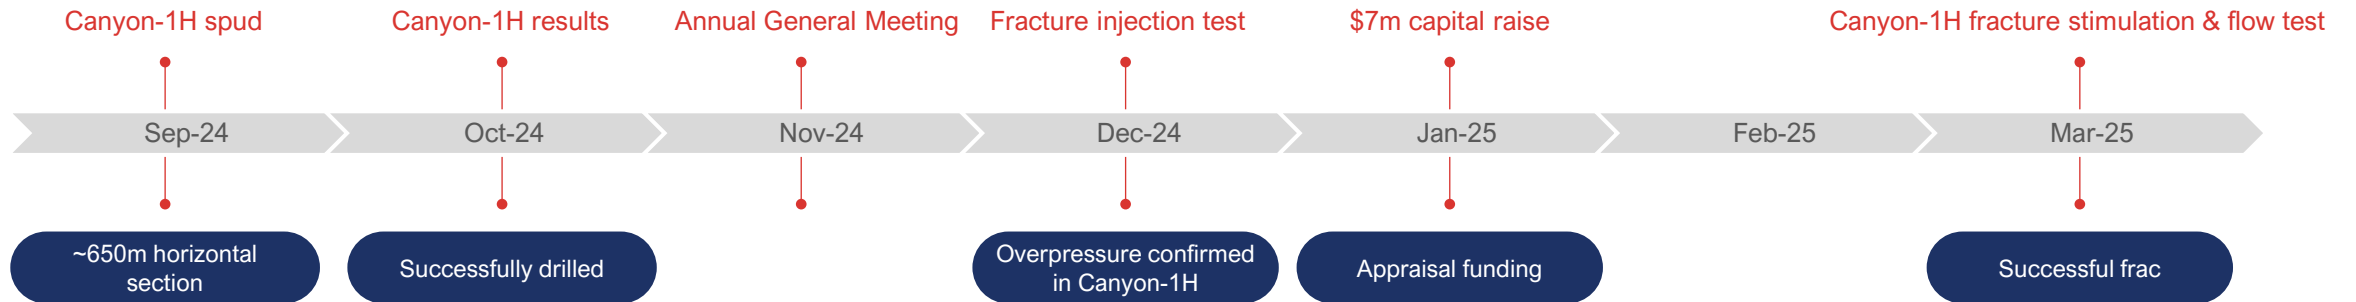 Canyon-1H spud
Canyon-1H results
Annual General Meeting
Fracture injection test
$7m capital raise
Canyon-1H fracture stimulation & flow test
Sep-24
Oct-24
Nov-24
Dec-24
Jan-25
Feb-25
Mar-25
~650m horizontal
section
Successfully drilled
Overpressure confirmed
in Canyon-1H
Appraisal funding
Successful frac